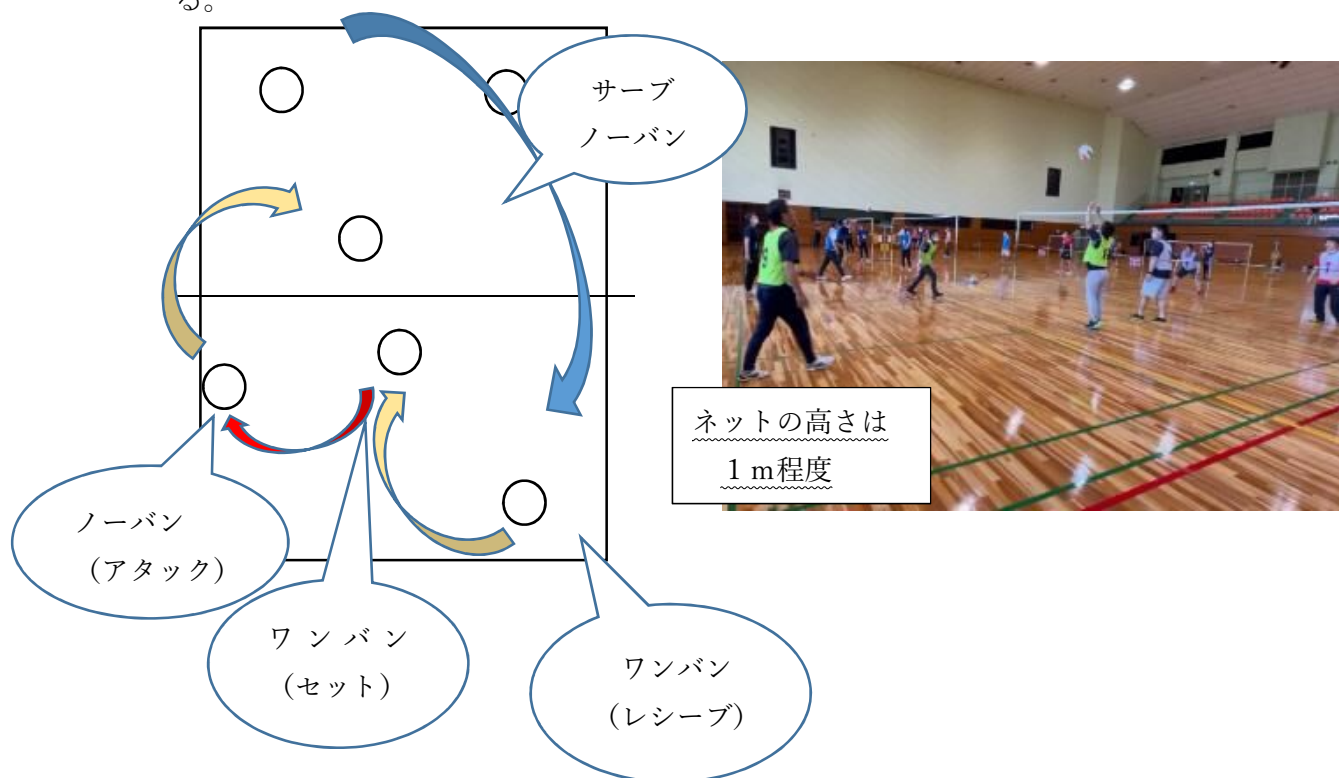 る。
サーブ
ノーバン
ネットの高さは
１ｍ程度
ノーバン
（アタック）
ワンバン
（セット）
ワンバン
（レシーブ）